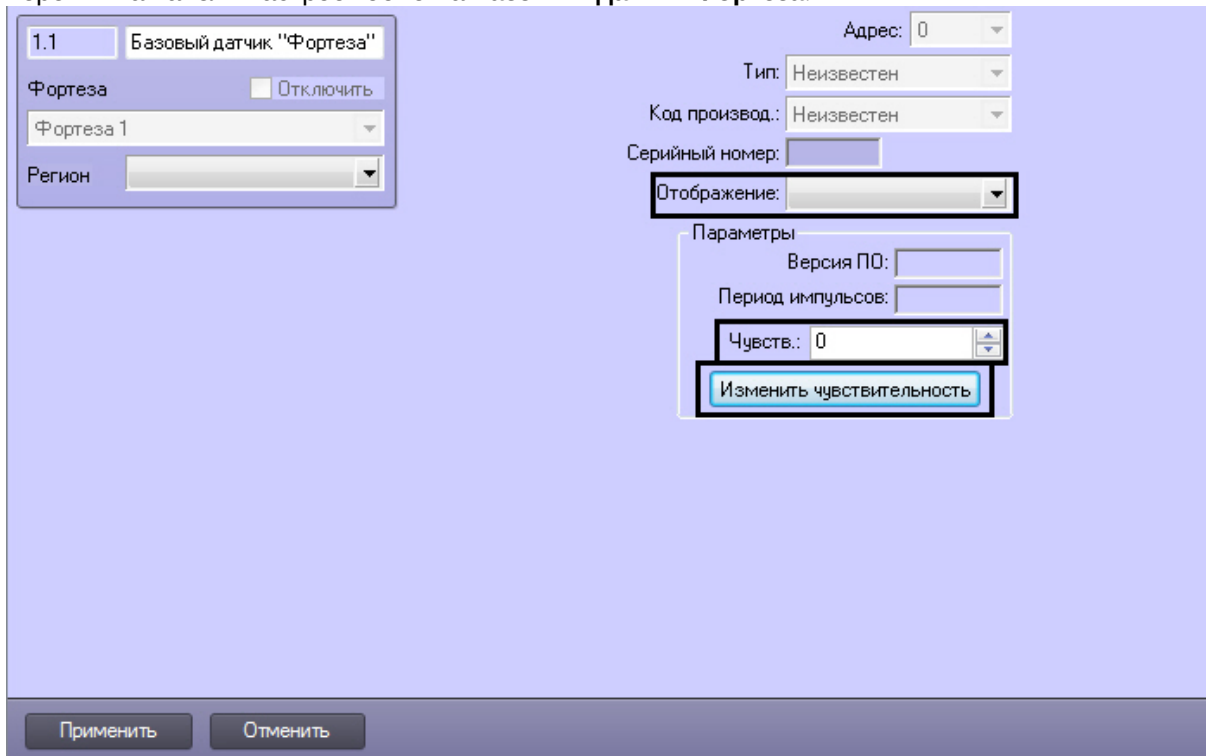 1.1 Базовый датчик "Фортеза"
Фортеза Отключить
Фортеза 1
Регион
Адрес: 0
Тип: Неизвестен
Код производ.: Неизвестен
Серийный номер:
Отображение:
Параметры
Версия ПО:
Период импульсов:
Чувств.: 0
Изменить чувствительность
Применить Отменить